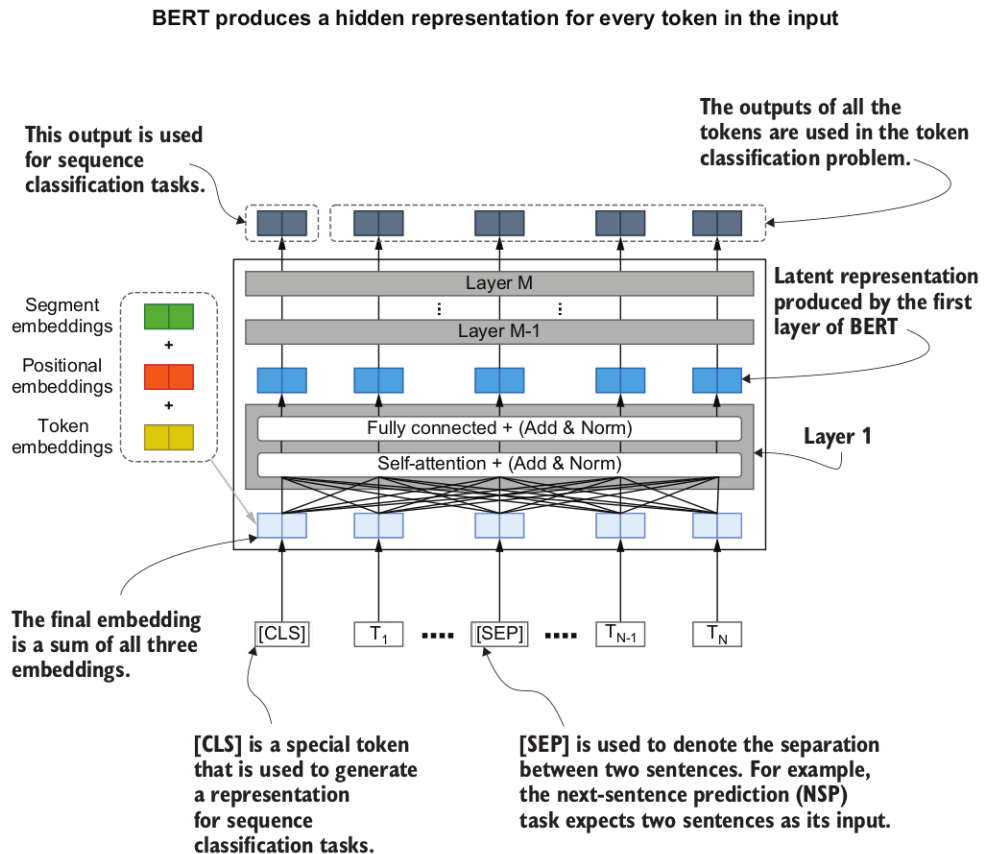 BERT produces a hidden representation for every token in the input
This output is used
for sequence
classification tasks.
The outputs of all the
tokens are used in the token
classification problem.
Layer M
Layer M-1
Latent representation
produced by the first
layer of BERT
Segment
embeddings
+
Positional
embeddings
+
Token
embeddings
Fully connected + (Add & Norm)
Self-attention + (Add & Norm)
Layer 1
The final embedding
is a sum of all three
embeddings.
[CLS] T1 [SEP] TN-1 TN
[CLS] is a special token
that is used to generate
a representation
for sequence
classification tasks.
[SEP] is used to denote the separation
between two sentences. For example,
the next-sentence prediction (NSP)
task expects two sentences as its input.